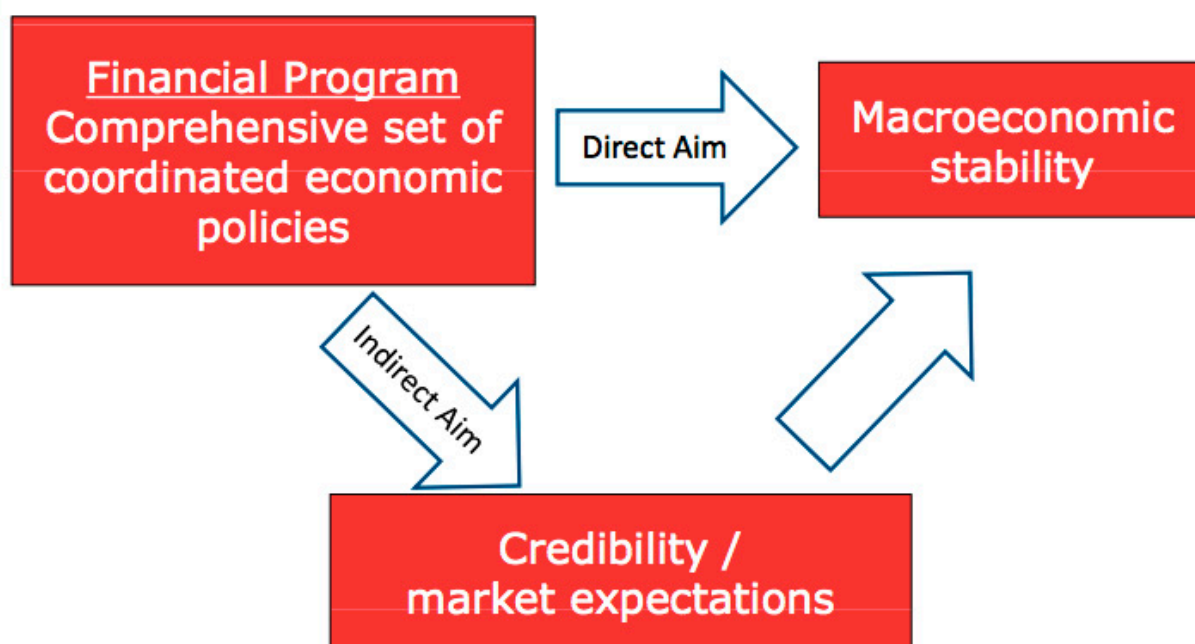 Financial Program
Comprehensive set of
coordinated economic
policies
Direct Aim
Macroeconomic
stability
Indirect Aim
Credibility /
market expectations